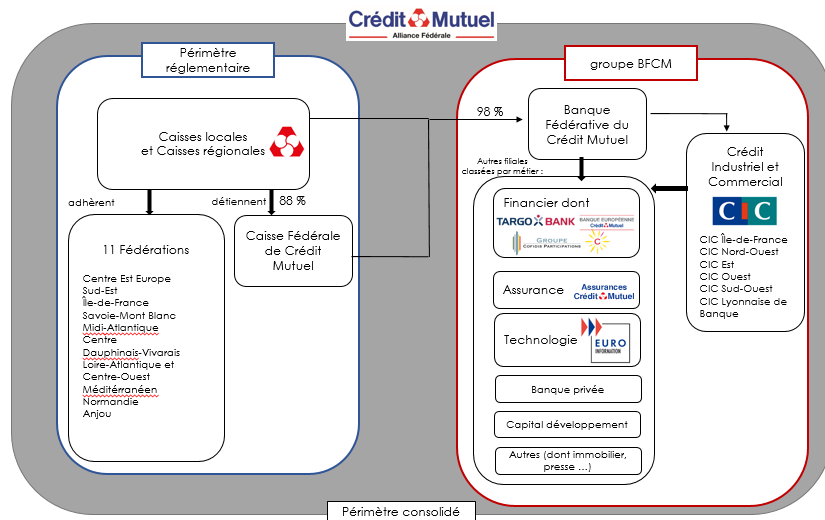 Crédit Mutuel
Alliance Fédérale
Périmètre
réglementaire
groupe BFCM
Caisses locales
et Caisses régionales
98 %
Banque
Fédérative du
Crédit Mutuel
Crédit
Industriel et
Commercial
CIC
CIC Île-de-France
CIC Nord-Ouest
CIC Est
CIC Ouest
CIC Sud-Ouest
CIC Lyonnaise de
Banque
adhèrent
détiennent
88 %
11 Fédérations
Centre Est Europe
Sud-Est
Île-de-France
Savoie-Mont Blanc
Midi-Atlantique
Centre
Dauphinais-Vivarais
Loire-Atlantique et
Centre-Ouest
Méditérranéen
Normandie
Anjou
Caisse Fédérale
de Crédit
Mutuel
Autres filiales
classées par métier :
Financier dont
TARGO BANK
BANQUE EUROPÉENNE
Crédit Mutuel
GROUPE
COFIDIS PARTICIPATIONS
C
Assurance
Assurances
Crédit Mutuel
Technologie
EURO
INFORMATION
Banque privée
Capital développement
Autres (dont immobilier,
presse …)
Périmètre consolidé